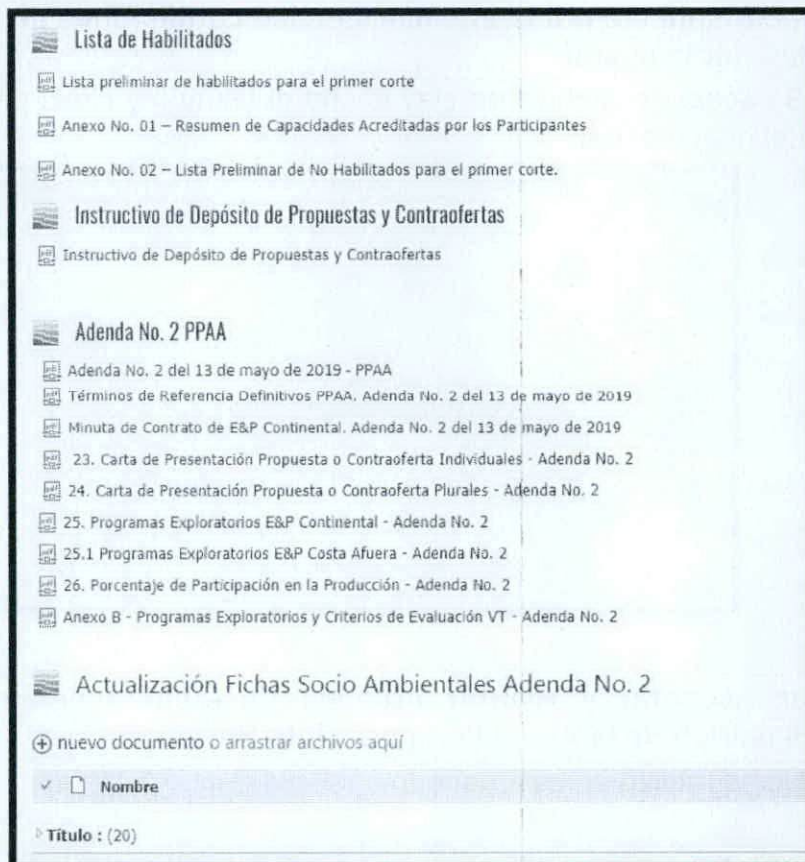 Lista de Habilitados
Lista preliminar de habilitados para el primer corte
Anexo No. 01 – Resumen de Capacidades Acreditadas por los Participantes
Anexo No. 02 – Lista Preliminar de No Habilitados para el primer corte.
Instructivo de Depósito de Propuestas y Contraofertas
Instructivo de Depósito de Propuestas y Contraofertas
Adenda No. 2 PPAA
Adenda No. 2 del 13 de mayo de 2019 - PPAA
Términos de Referencia Definitivos PPAA. Adenda No. 2 del 13 de mayo de 2019
Minuta de Contrato de E&P Continental. Adenda No. 2 del 13 de mayo de 2019
23. Carta de Presentación Propuesta o Contraoferta Individuales - Adenda No. 2
24. Carta de Presentación Propuesta o Contraoferta Plurales - Adenda No. 2
25. Programas Exploratorios E&P Continental - Adenda No. 2
25.1 Programas Exploratorios E&P Costa Afuera - Adenda No. 2
26. Porcentaje de Participación en la Producción - Adenda No. 2
Anexo B - Programas Exploratorios y Criterios de Evaluación VT - Adenda No. 2
Actualización Fichas Socio Ambientales Adenda No. 2
nuevo documento o arrastrar archivos aquí
Nombre
Título : (20)